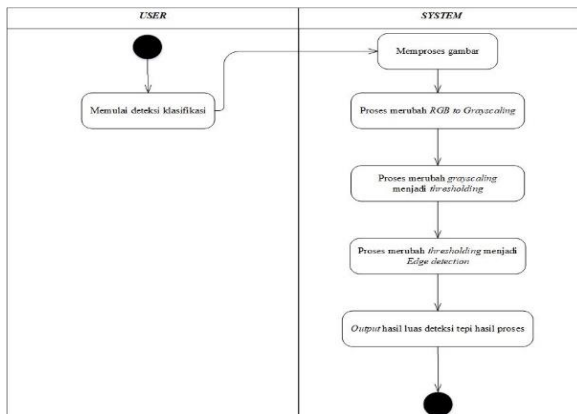 USER
SYSTEM
Memulai deteksi klasifikasi
Memproses gambar
Proses merubah RGB to Grayscaling
Proses merubah grayscaling
menjadi thresholding
Proses merubah thresholding menjadi
Edge detection
Output hasil luas deteksi tepi hasil proses